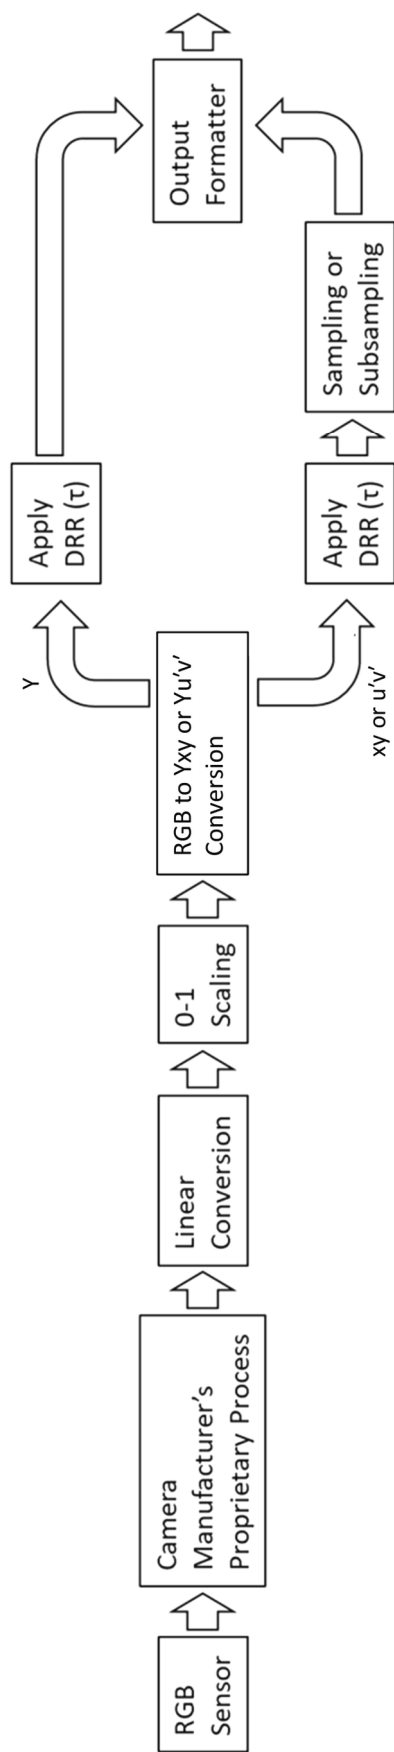 RGB
Sensor
Camera
Manufacturer's
Proprietary Process
Linear
Conversion
0-1
Scaling
RGB to Yxy or Yu'v'
Conversion
Y
Apply
DRR (τ)
xy or u'v'
Apply
DRR (τ)
Sampling or
Subsampling
Output
Formatter